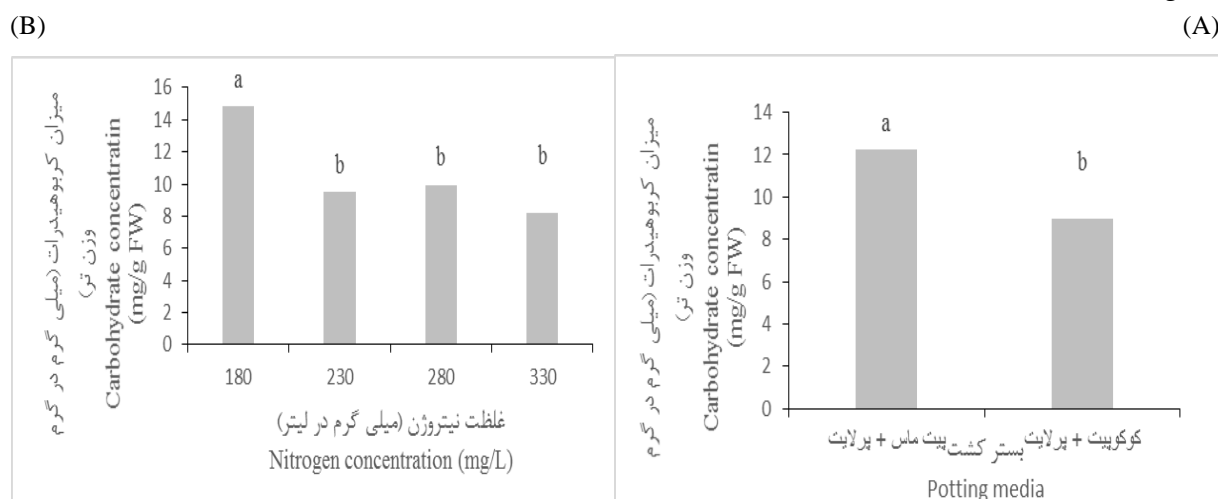 (B)
(A)
میزان کربوهیدرات (میلی گرم در گرم
وزن تر)
Carbohydrate concentratin
(mg/g FW)
16
14
12
10
8
6
4
2
0
a
b
b
b
180
230
280
330
غلظت نیتروژن (میلی گرم در لیتر)
Nitrogen concentration (mg/L)
میزان کربوهیدرات (میلی گرم در گرم
وزن تر)
Carbohydrate concentratin
(mg/g FW)
14
12
10
8
6
4
2
0
a
b
پیت ماس + پرلایت
بستر کشت
کوکوپیت + پرلایت
Potting media